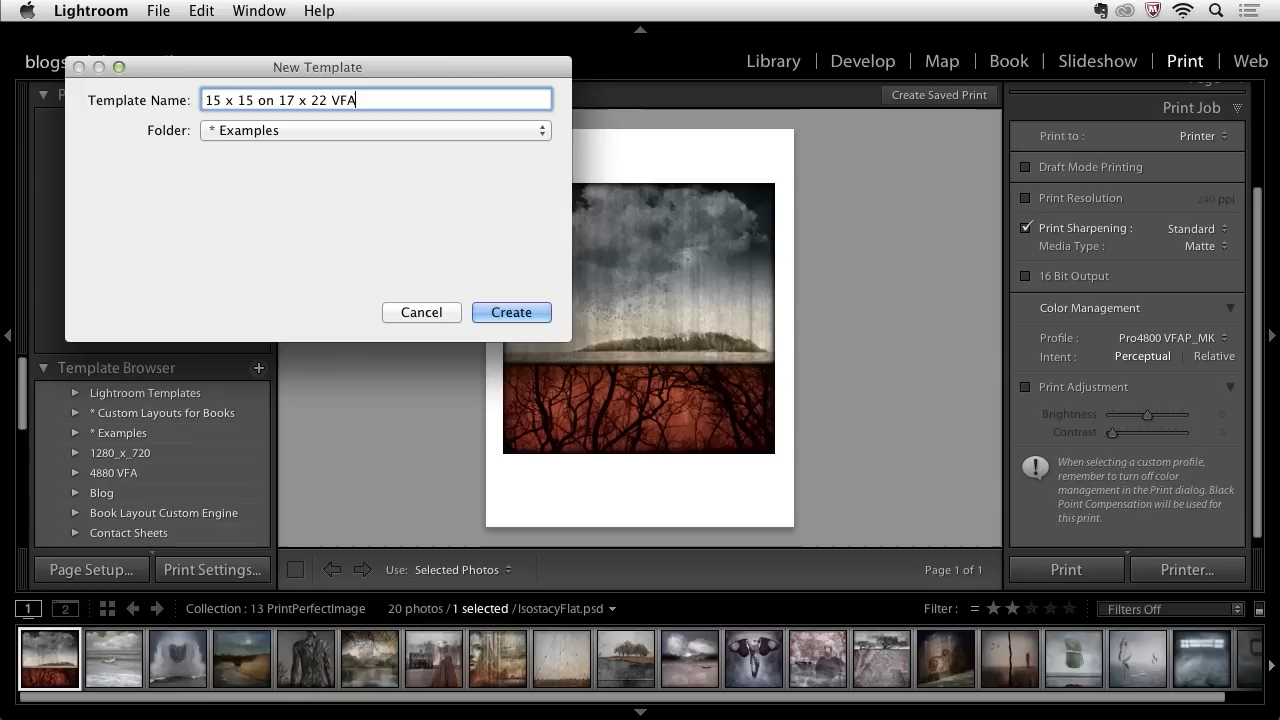 Lightroom File Edit Window Help
blogs
New Template
Library Develop Map Book Slideshow Print Web
Template Name: 15 x 15 on 17 x 22 VFA
Folder: * Examples
Cancel Create
Create Saved Print
Print Job
Print to : Printer
Draft Mode Printing
Print Resolution 240 ppi
Print Sharpening : Standard
Media Type : Matte
16 Bit Output
Color Management
Profile : Pro4800 VFAP_MK
Intent : Perceptual Relative
Print Adjustment
Brightness 0
Contrast 0
When selecting a custom profile,
remember to turn off color
management in the Print dialog. Black
Point Compensation will be used for
this print.
Template Browser
Lightroom Templates
* Custom Layouts for Books
* Examples
1280_x_720
4880 VFA
Blog
Book Layout Custom Engine
Contact Sheets
Page Setup... Print Settings...
Use: Selected Photos
Page 1 of 1
Print Printer...
1 2 Collection : 13 PrintPerfectImage 20 photos / 1 selected / IsostacyFlat.psd
Filter : Filters Off